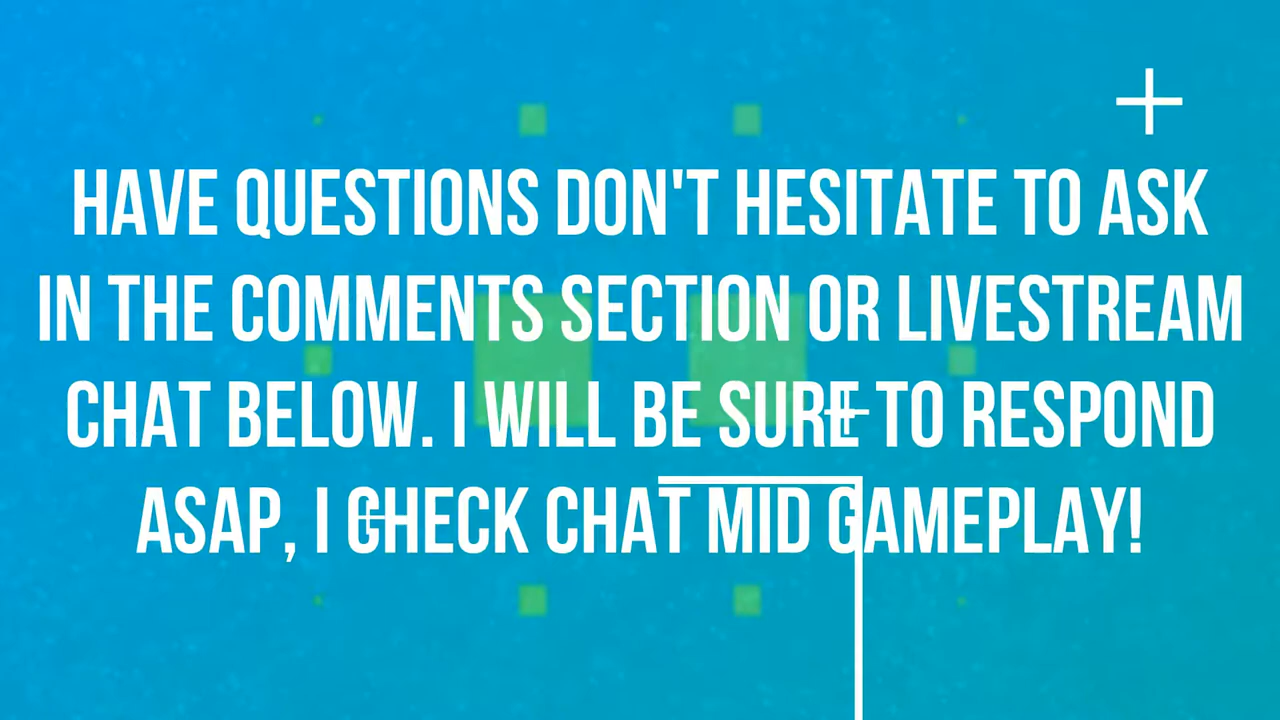 HAVE QUESTIONS DON'T HESITATE TO ASK
IN THE COMMENTS SECTION OR LIVESTREAM
CHAT BELOW. I WILL BE SURE TO RESPOND
ASAP, I CHECK CHAT MID GAMEPLAY!